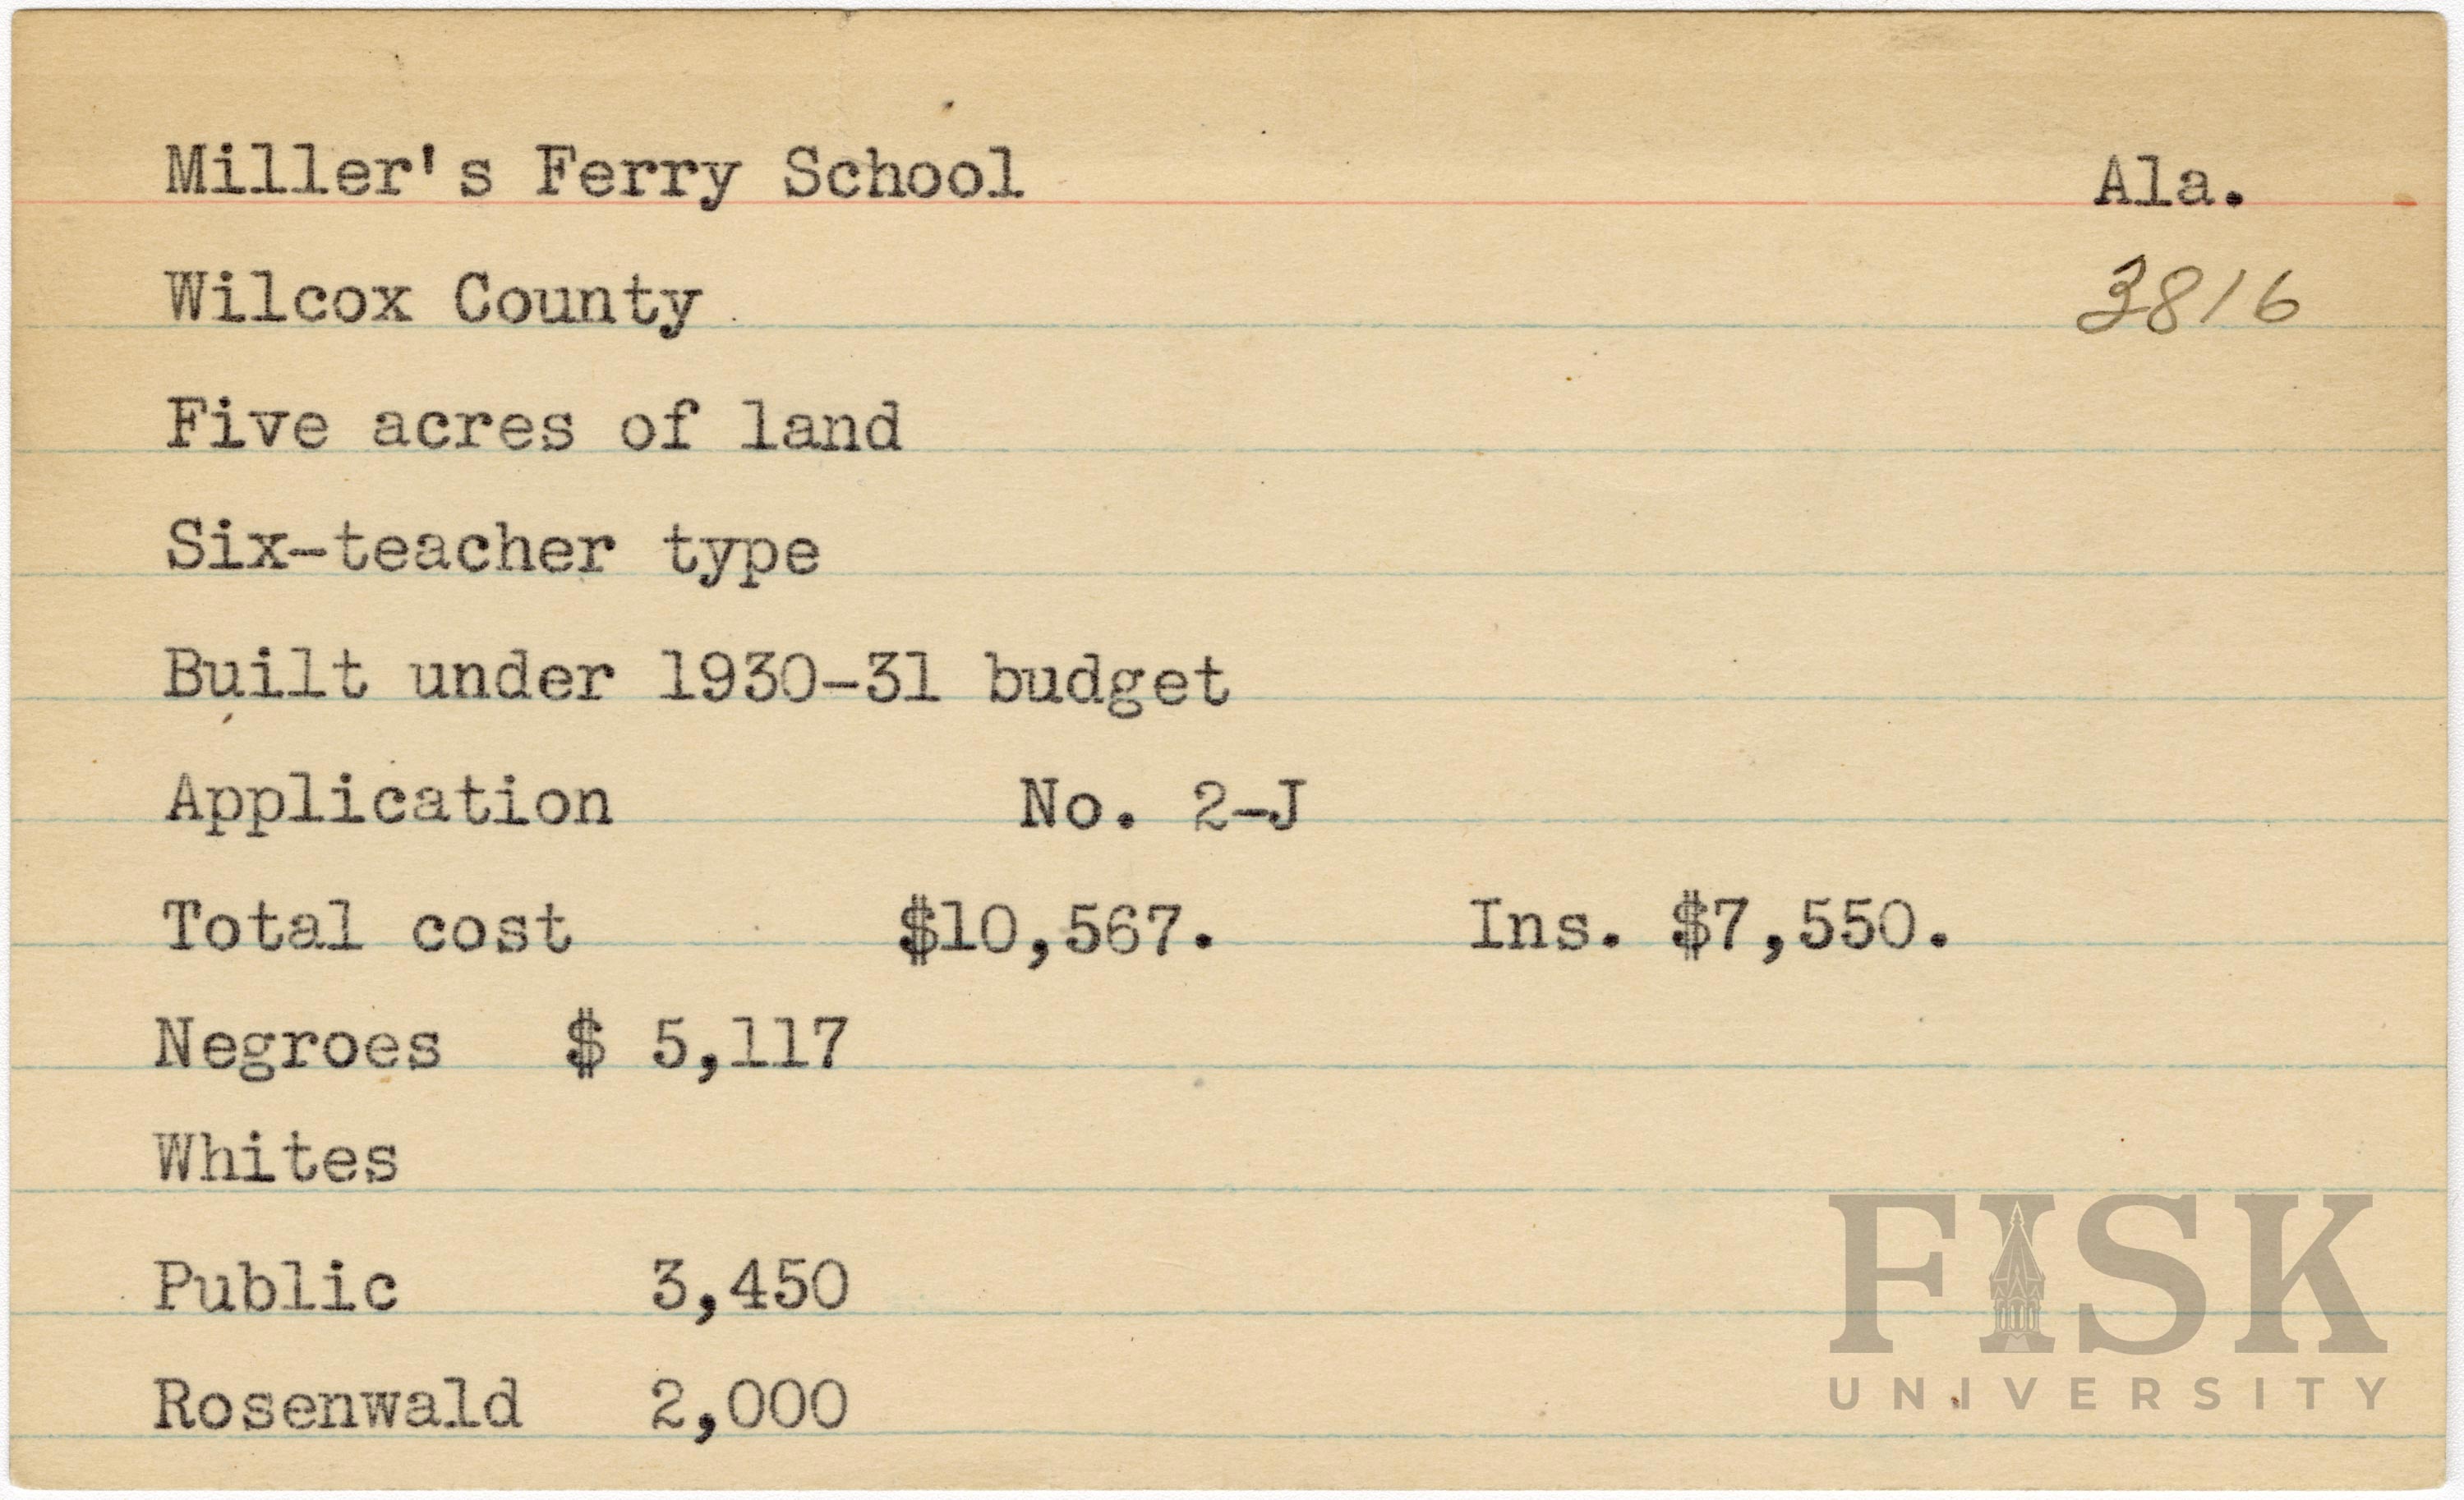 Miller's Ferry School Ala.
Wilcox County 3816
Five acres of land
Six-teacher type
Built under 1930-31 budget
Application No. 2-J
Total cost $10,567. Ins. $7,550.
Negroes $ 5,117
Whites
Public 3,450
Rosenwald 2,000
FISK
UNIVERSITY